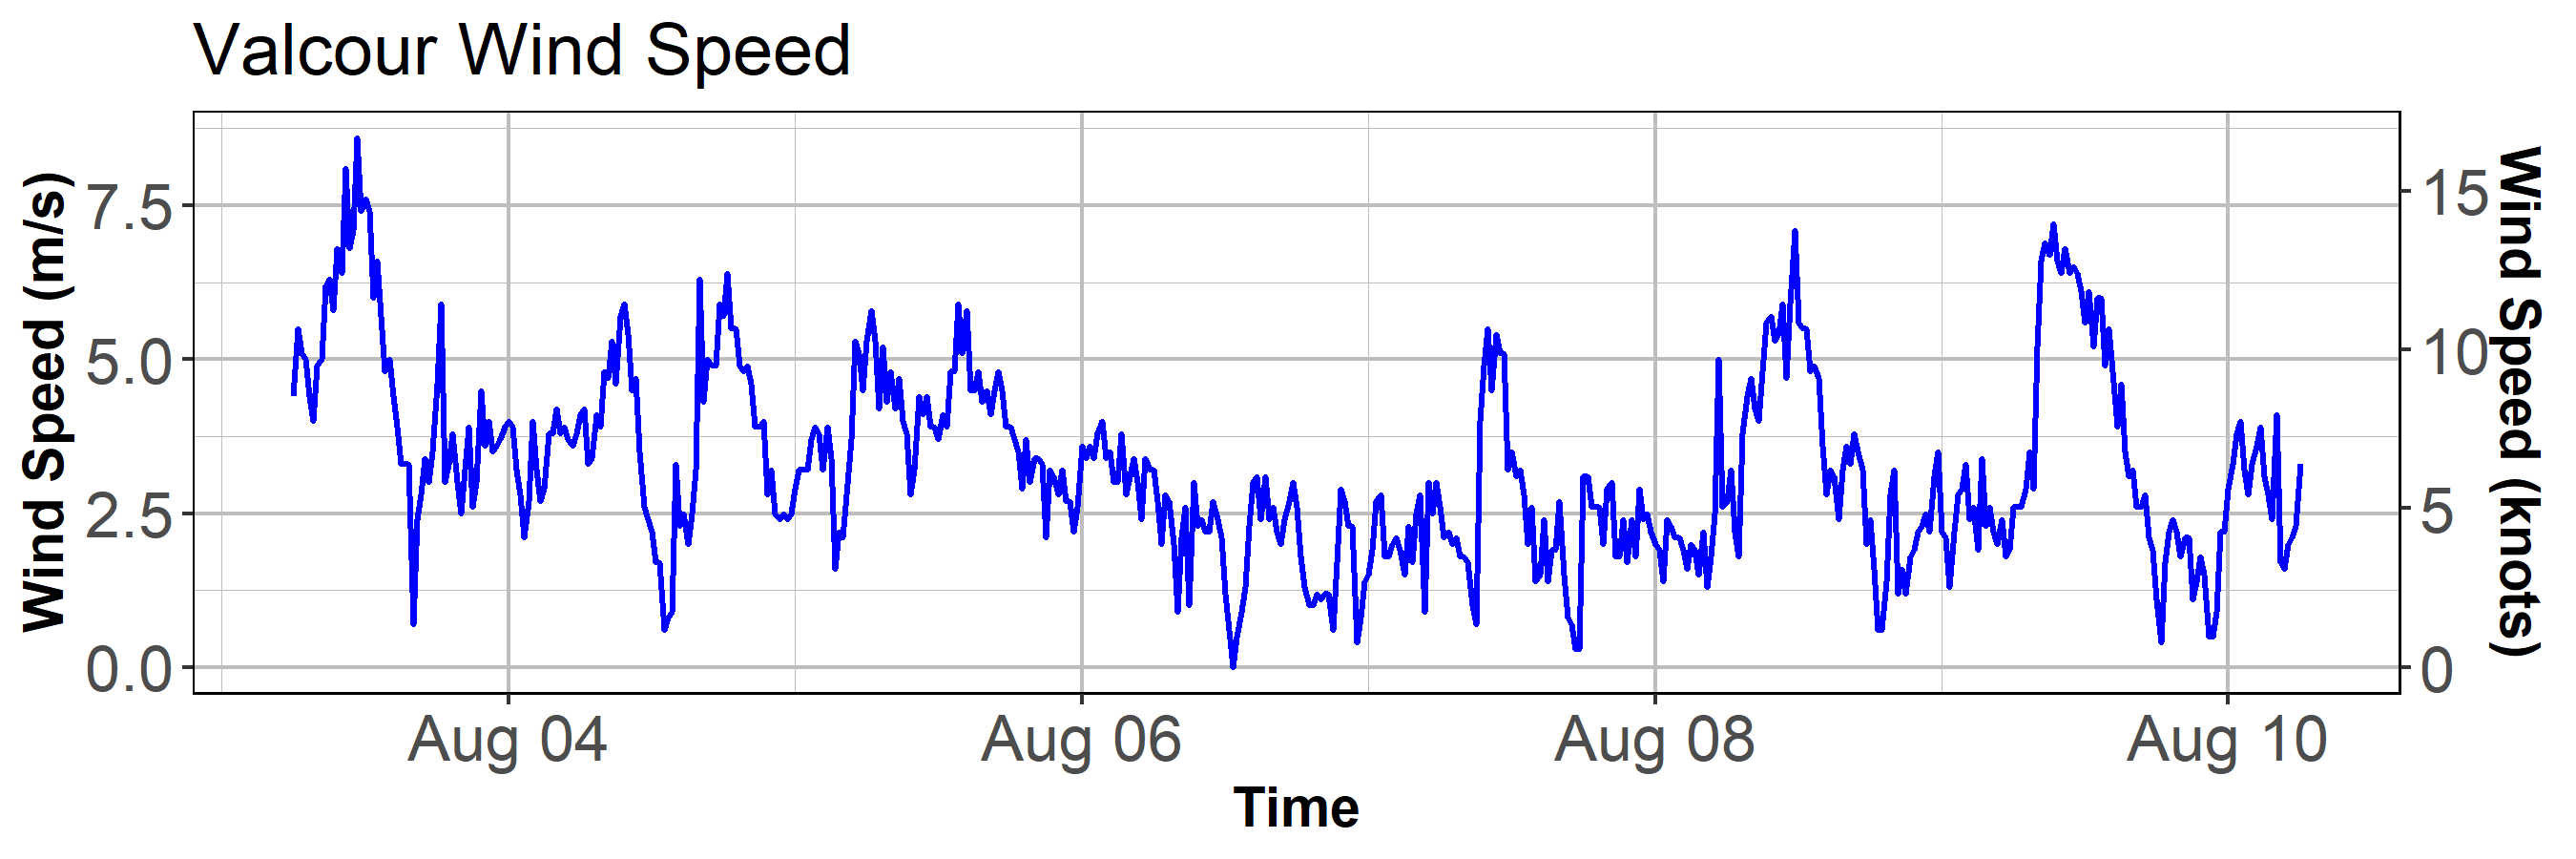 Valcour Wind Speed
Wind Speed (m/s)
7.5
5.0
2.5
0.0
15
10
5
0
Wind Speed (knots)
Aug 04
Aug 06
Aug 08
Aug 10
Time